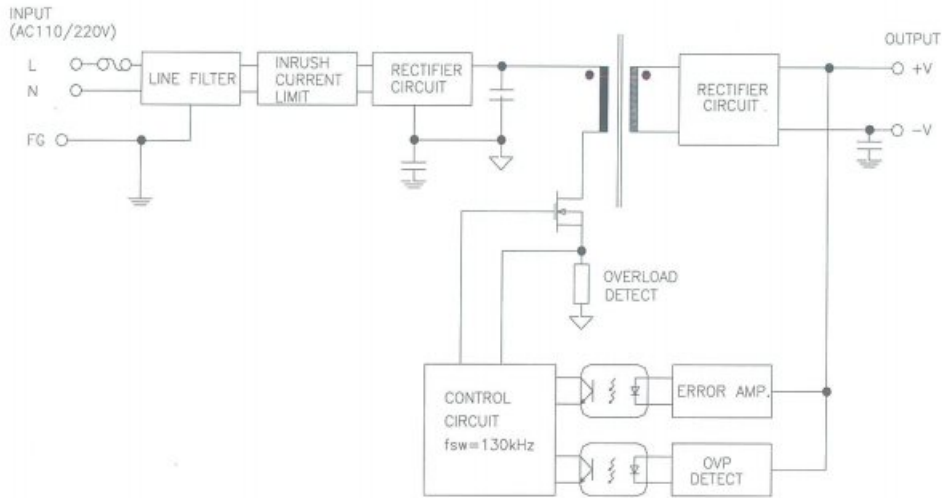 INPUT
(AC110/220V)
OUTPUT
L
LINE FILTER
INRUSH
CURRENT
LIMIT
RECTIFIER
CIRCUIT
RECTIFIER
CIRCUIT
+V
N
FG
-V
OVERLOAD
DETECT
CONTROL
CIRCUIT
fsw=130kHz
ERROR AMP.
OVP
DETECT